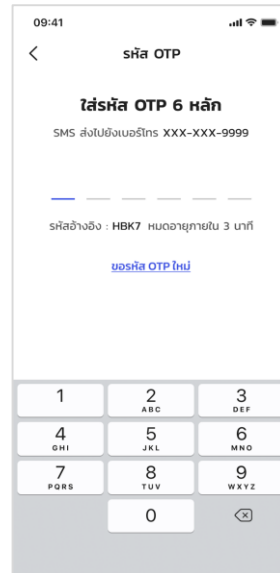 09:41
รหัส OTP
ใส่รหัส OTP 6 หลัก
SMS ส่งไปยังเบอร์โทร XXX-XXX-9999
รหัสอ้างอิง : HBK7 หมดอายุภายใน 3 นาที
ขอรหัส OTP ใหม่
1 2 3
ABC DEF
4 5 6
GHI JKL MNO
7 8 9
PQRS TUV WXYZ
0